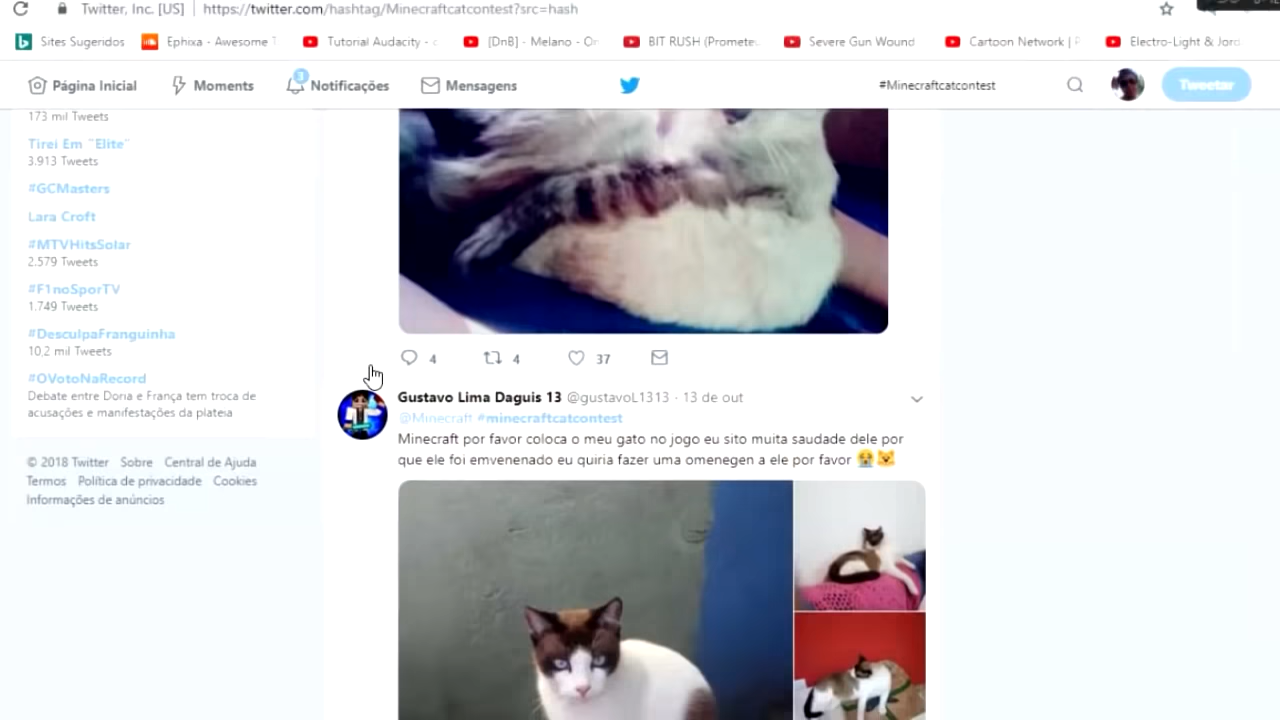 Twitter, Inc. [US]
https://twitter.com/hashtag/Minecraftcatcontest?src=hash
Sites Sugeridos
Ephixa - Awesome
Tutorial Audacity -
[DnB] - Melano - Or
BIT RUSH (Promete
Severe Gun Wound
Cartoon Network |
Electro-Light & Jord
Página Inicial
Moments
3
Notificações
Mensagens
#Minecraftcatcontest
Tweetar
173 mil Tweets
Tirei Em "Elite"
3.913 Tweets
#GCMasters
Lara Croft
#MTVHitsSolar
2.579 Tweets
#F1noSporTV
1.749 Tweets
#DesculpaFranguinha
10,2 mil Tweets
#OVotoNaRecord
Debate entre Doria e França tem troca de
acusações e manifestações da plateia
© 2018 Twitter Sobre Central de Ajuda
Termos Política de privacidade Cookies
Informações de anúncios
4 4 37
Gustavo Lima Daguis 13 @gustavoL1313 · 13 de out
@Minecraft #minecraftcatcontest
Minecraft por favor coloca o meu gato no jogo eu sito muita saudade dele por
que ele foi emvenenado eu quiria fazer uma omenegen a ele por favor 😭😿